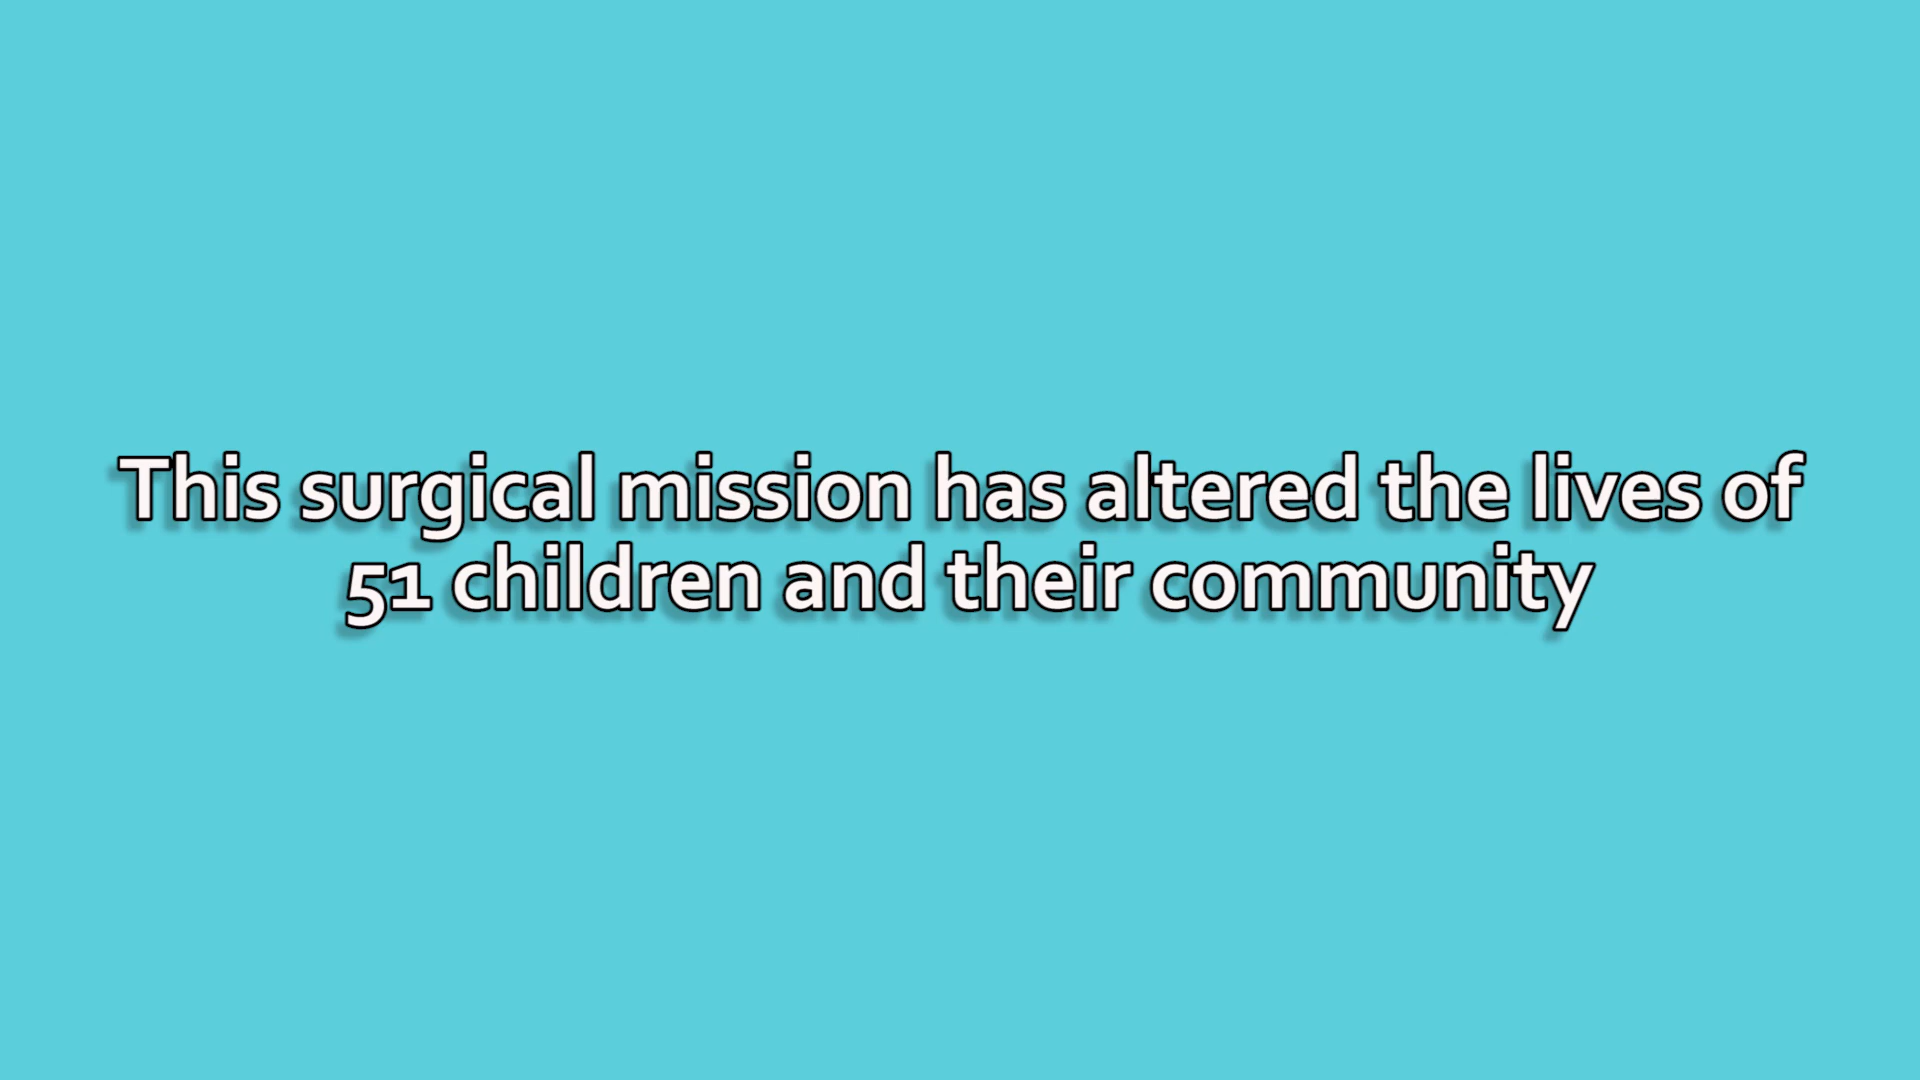 This surgical mission has altered the lives of
51 children and their community